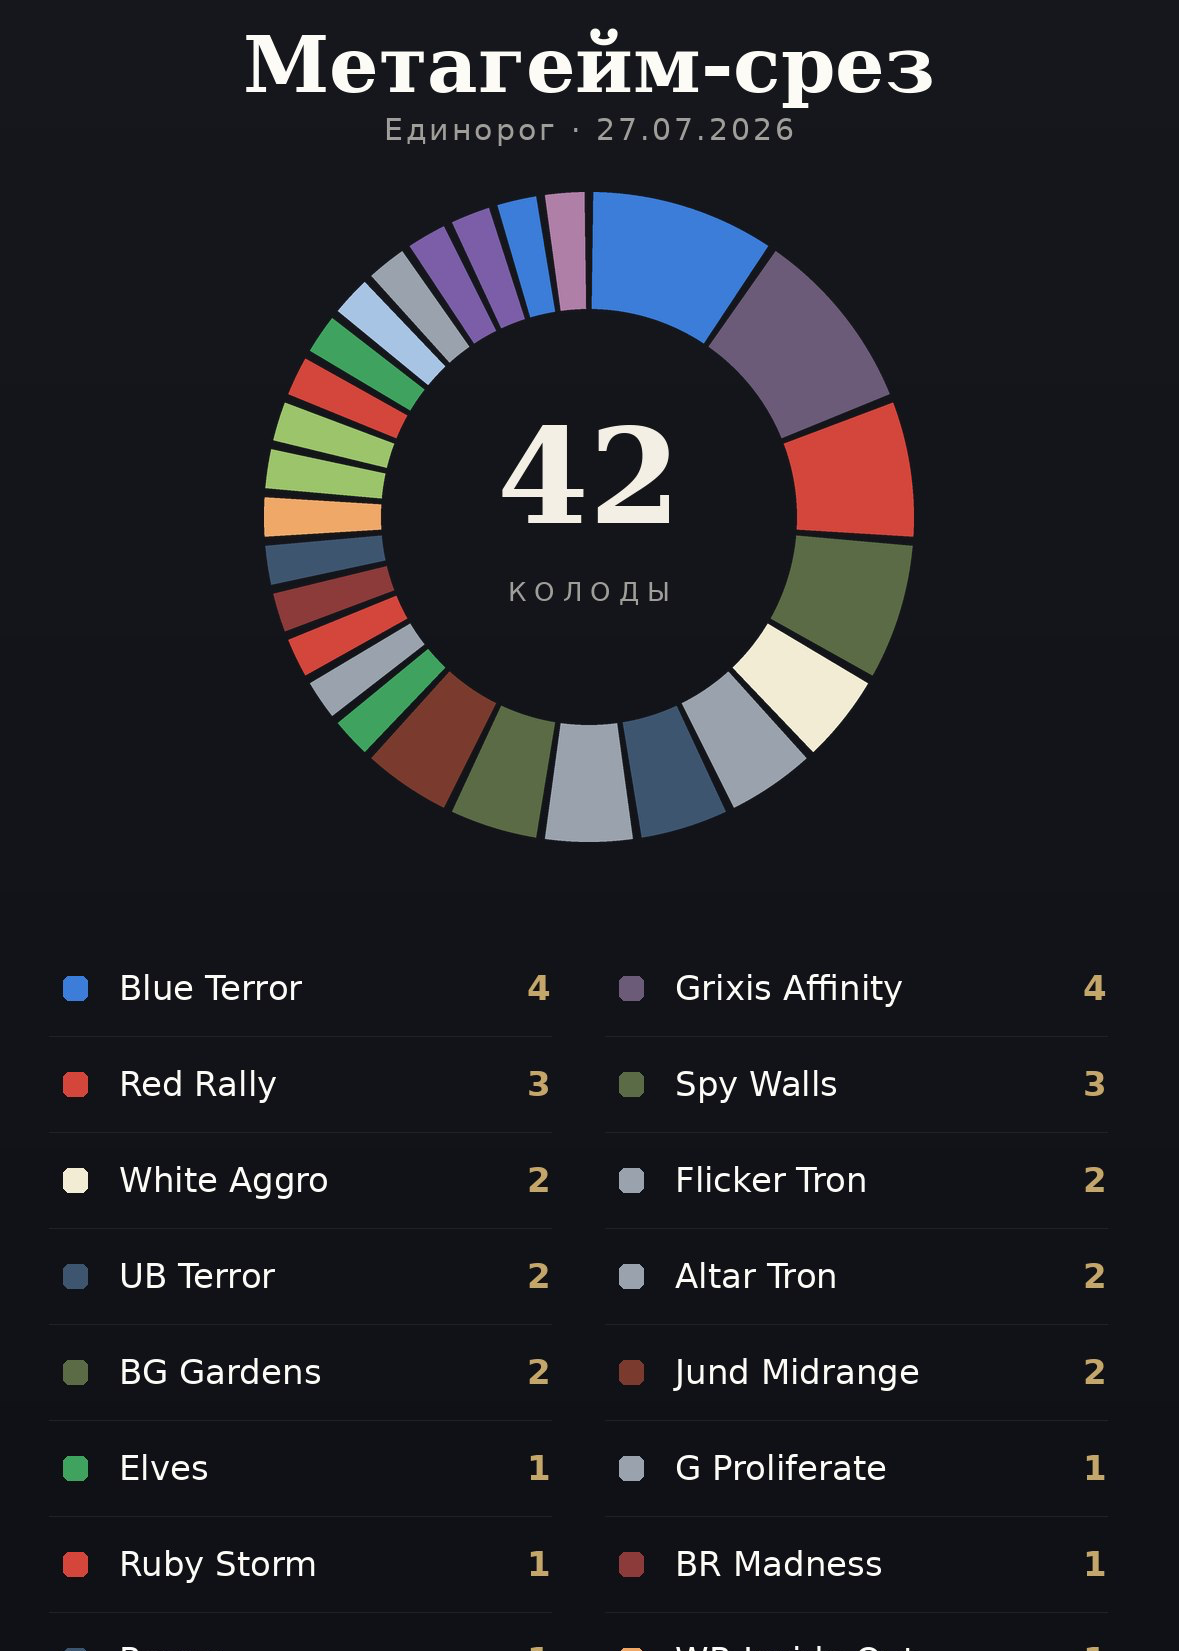 Метагейм-срез
Единорог · 27.07.2026
42
КОЛОДЫ
Blue Terror 4
Grixis Affinity 4
Red Rally 3
Spy Walls 3
White Aggro 2
Flicker Tron 2
UB Terror 2
Altar Tron 2
BG Gardens 2
Jund Midrange 2
Elves 1
G Proliferate 1
Ruby Storm 1
BR Madness 1